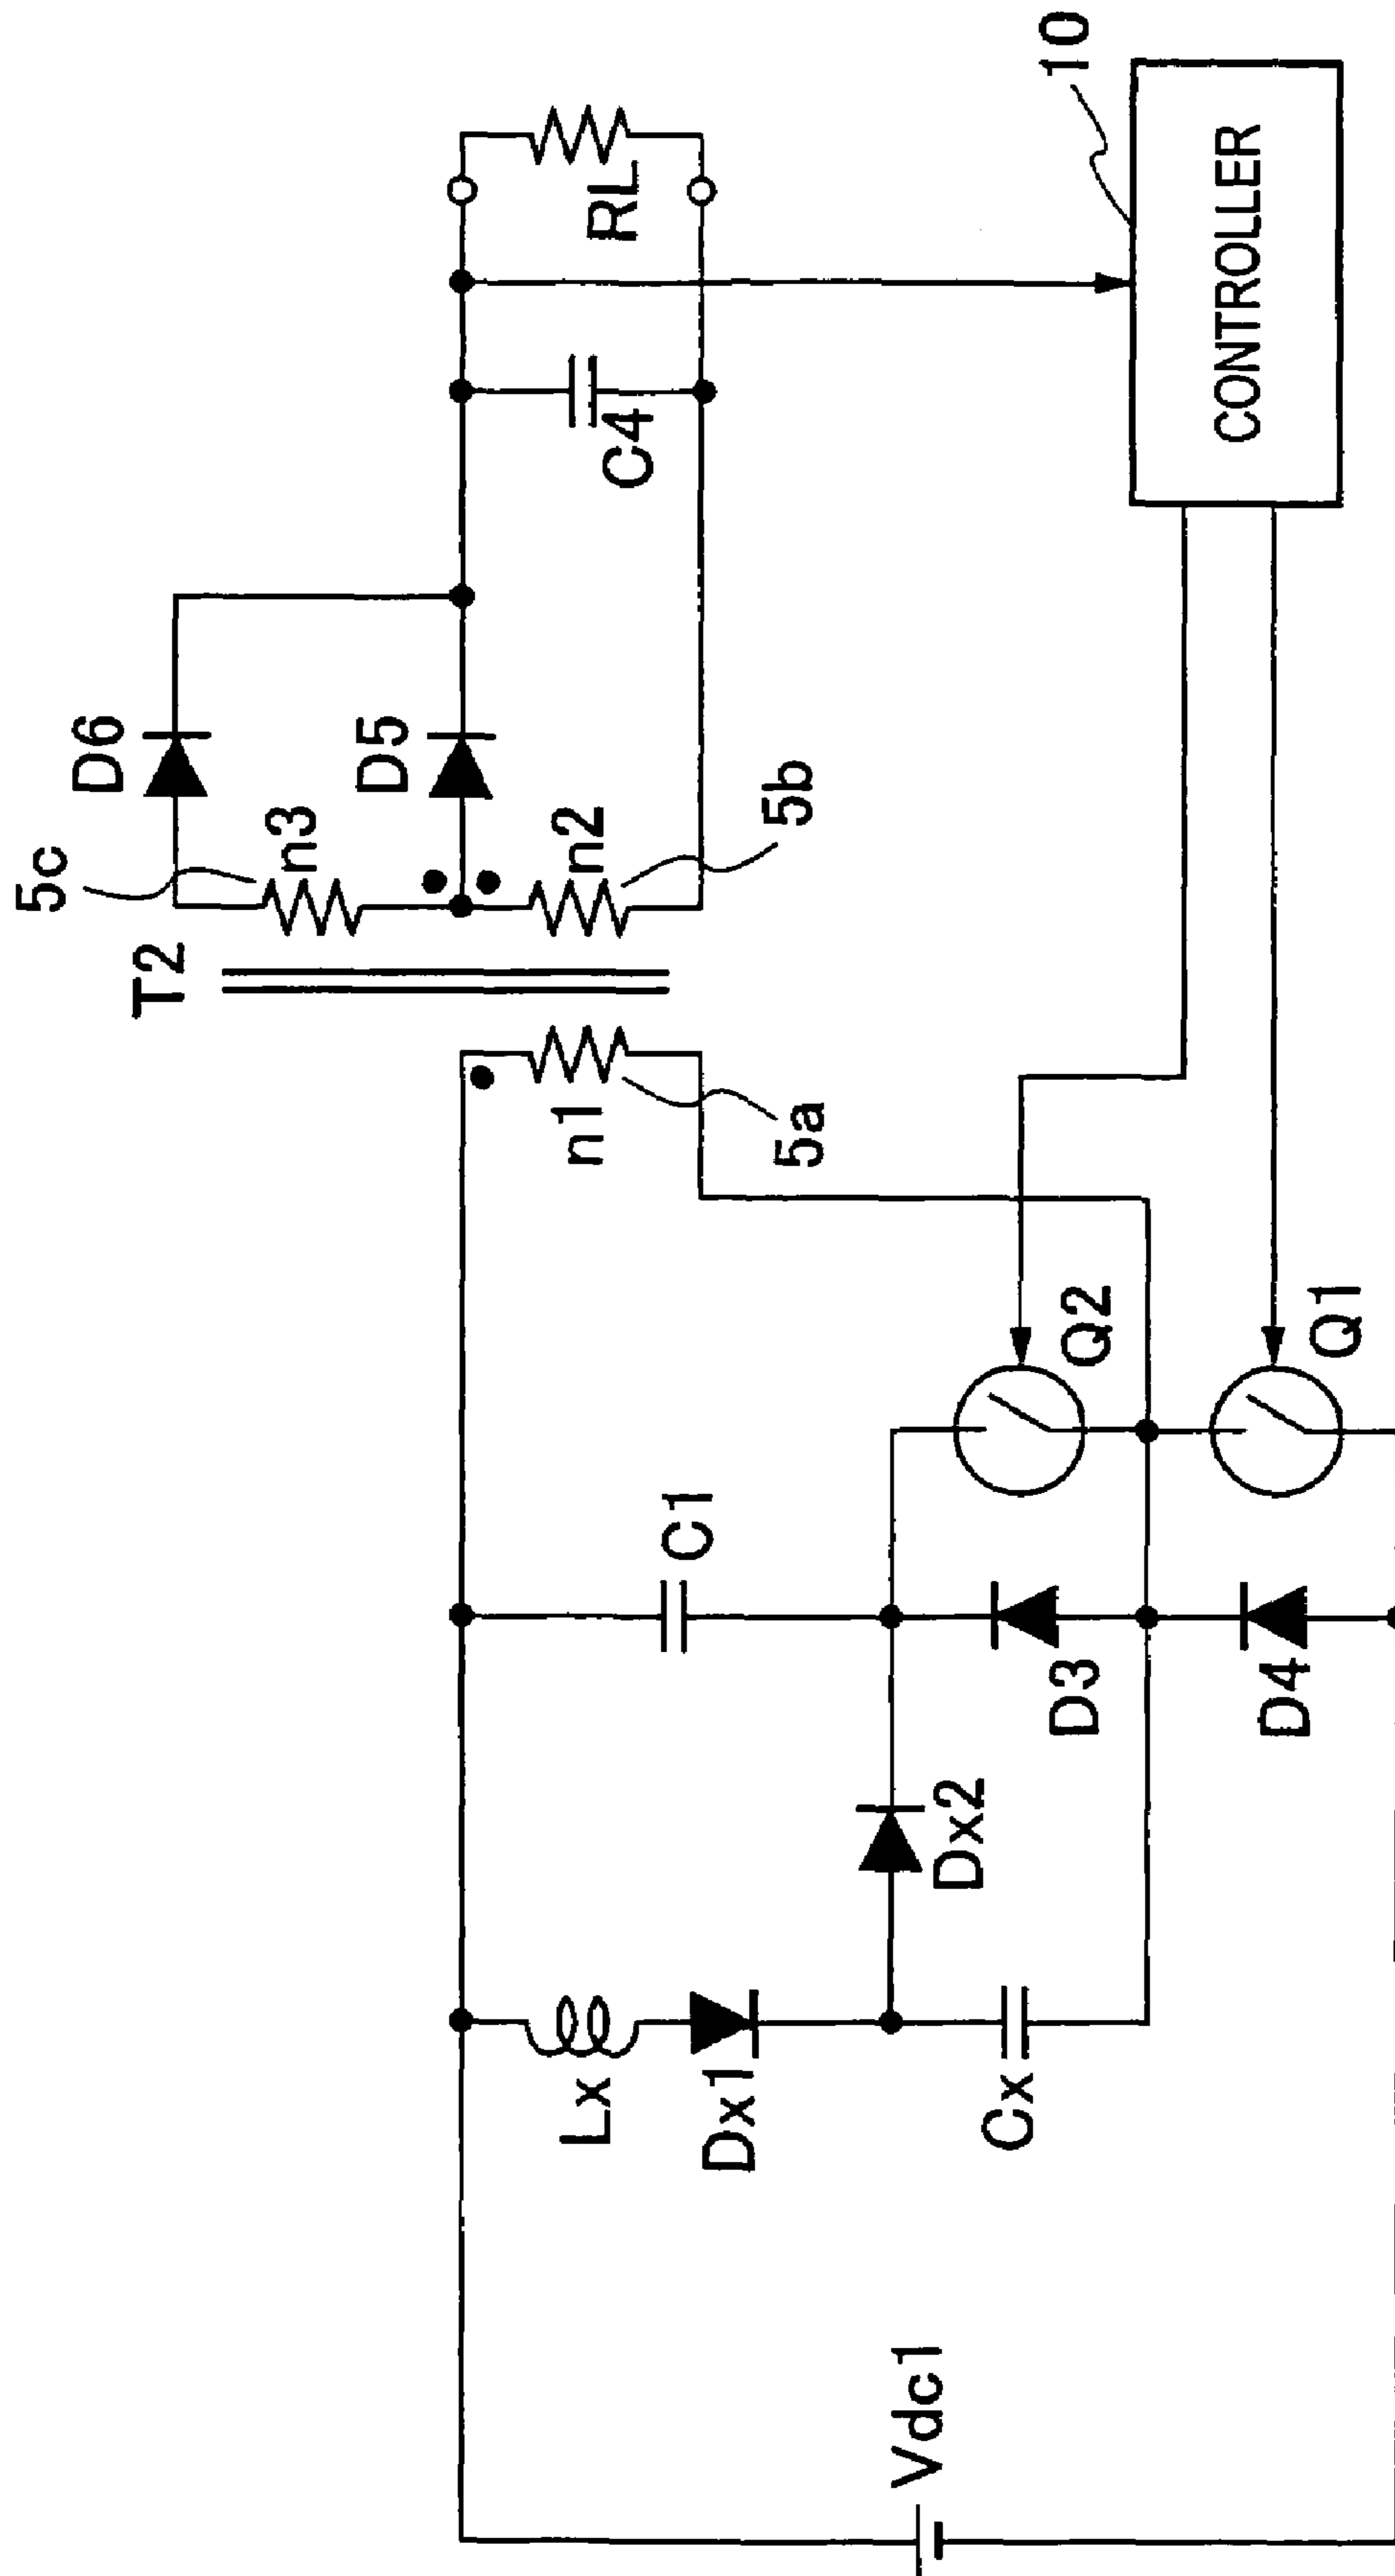 5c
D6
T2
n3
D5
n2
5b
n1
5a
RL
C4
10
CONTROLLER
C1
Lx
Dx1
Dx2
Cx
D3
D4
Q2
Q1
Vdc1